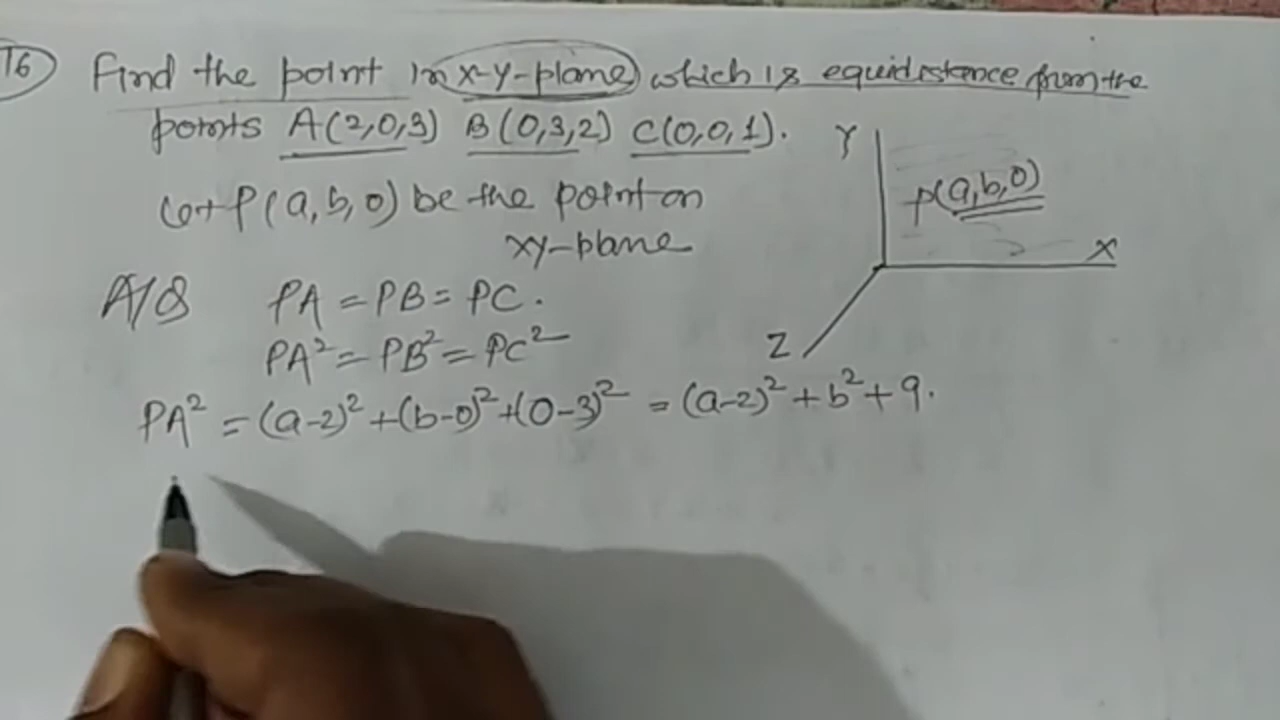 16 Find the point in x-y-plane which is equidistence from the
points A(2,0,3) B(0,3,2) C(0,0,1).
Let P(a,b,0) be the point on
xy-plane
Y
P(a,b,0)
X
Z
A/Q PA = PB = PC.
PA² = PB² = PC²
PA² = (a-2)² + (b-0)² + (0-3)² = (a-2)² + b² + 9.